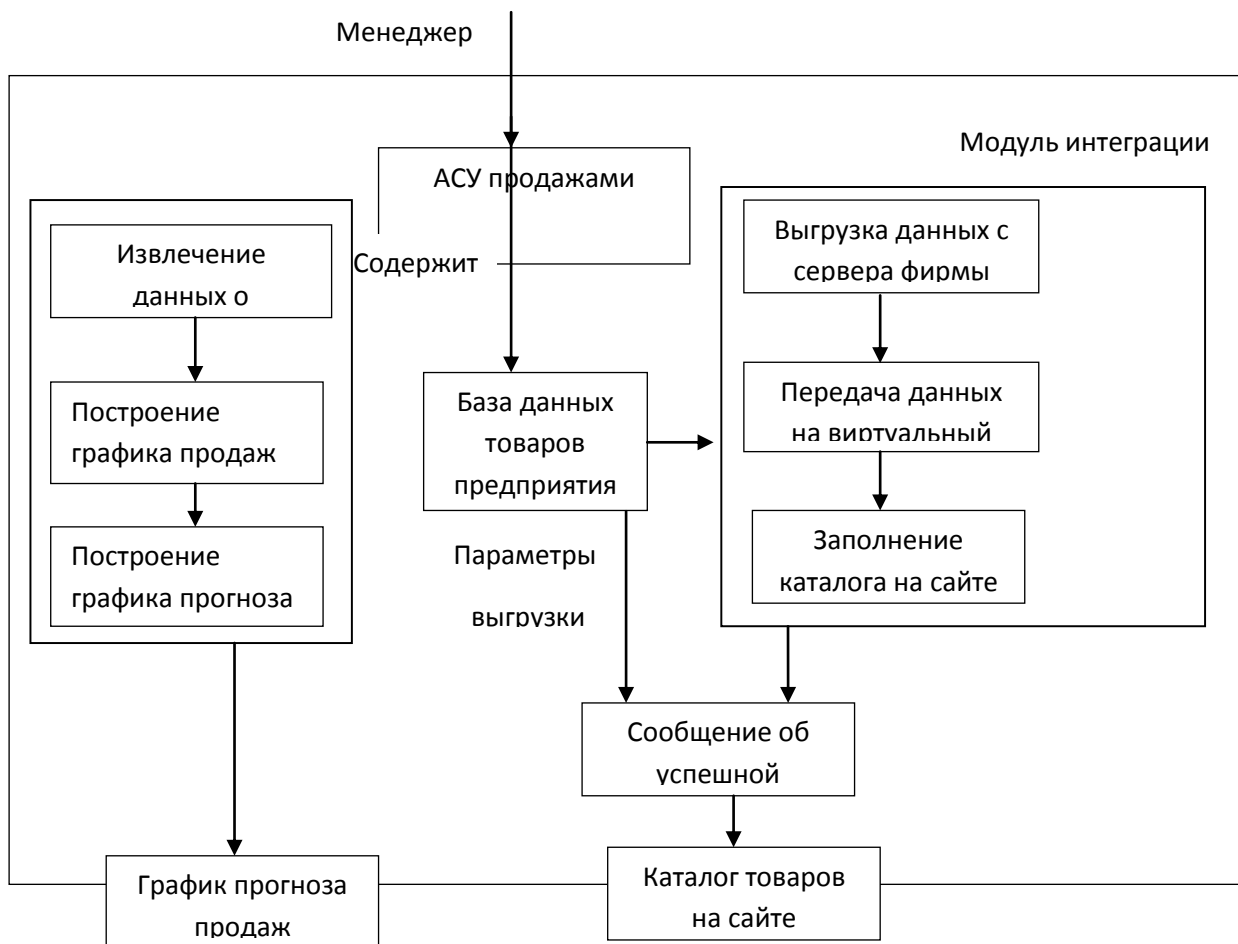 Менеджер
Модуль интеграции
АСУ продажами
Содержит
Извлечение
данных о
Построение
графика продаж
Построение
графика прогноза
База данных
товаров
предприятия
Параметры
выгрузки
Выгрузка данных с
сервера фирмы
Передача данных
на виртуальный
Заполнение
каталога на сайте
Сообщение об
успешной
График прогноза
продаж
Каталог товаров
на сайте